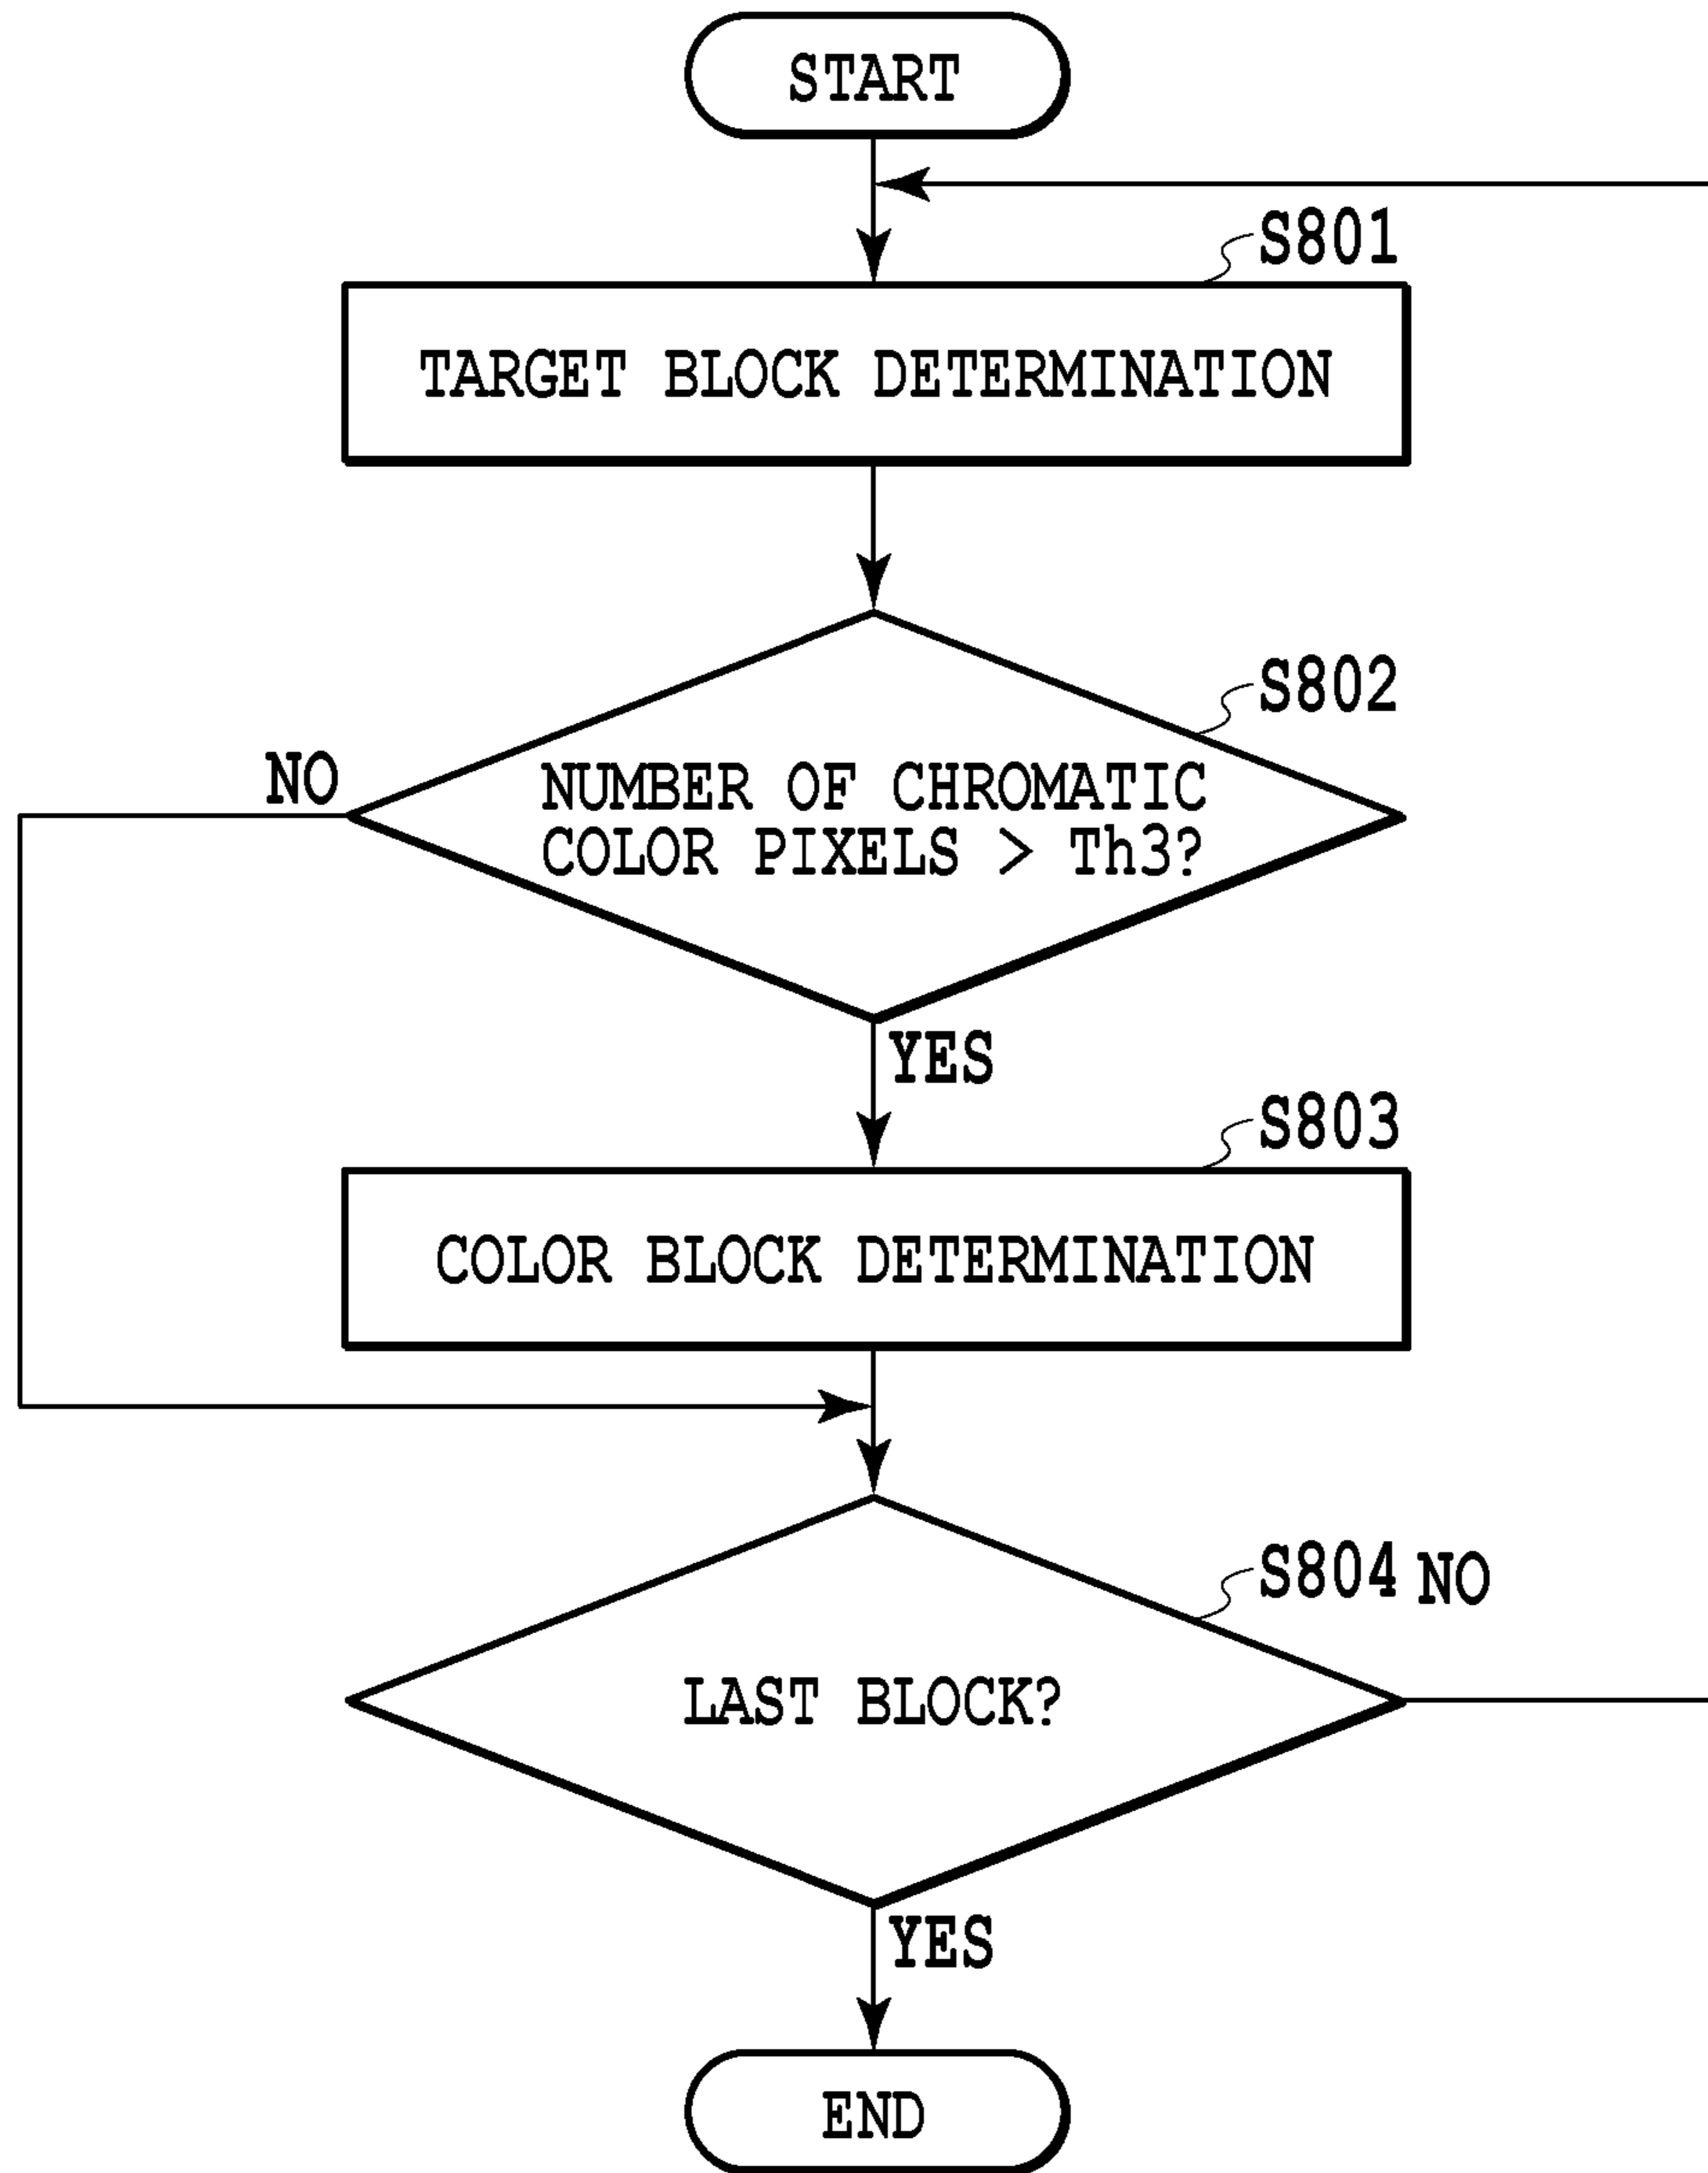 START
S801
TARGET BLOCK DETERMINATION
S802
NO
NUMBER OF CHROMATIC
COLOR PIXELS > Th3?
YES
S803
COLOR BLOCK DETERMINATION
S804 NO
LAST BLOCK?
YES
END